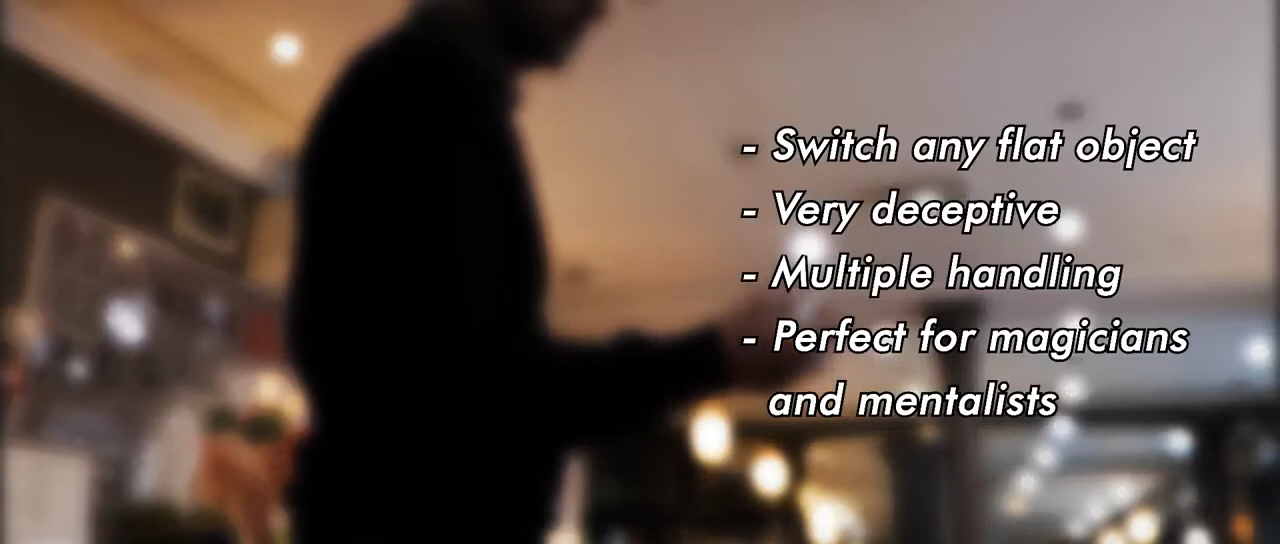 - Switch any flat object
- Very deceptive
- Multiple handling
- Perfect for magicians
and mentalists